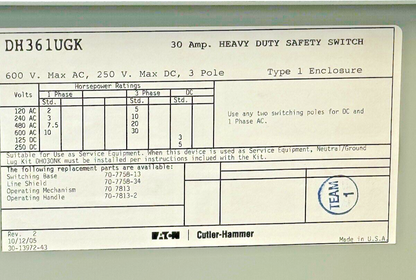 DH361UGK 30 Amp. HEAVY DUTY SAFETY SWITCH
600 V. Max AC, 250 V. Max DC, 3 Pole Type 1 Enclosure
Horsepower Ratings
Volts 1 Phase 3 Phase DC
Std. Std.
120 AC 2
240 AC 3 5
480 AC 7.5 10
600 AC 10 20
125 DC 30 3
250 DC 5
Use any two switching poles for DC and
1 Phase AC.
Suitable for Use as Service Equipment. When this device is used as Service Equipment, Neutral/Ground
Lug Kit DH030NK must be installed per instructions included with the Kit.
The following replacement parts are available:
Switching Base 70-7758-13
Line Shield 70-7758-34
Operating Mechanism 70-7813
Operating Handle 70-7813-2
TEAM
1
Rev. 2
10/12/05
30-13972-43
EATON Cutler-Hammer
Made in U.S.A.